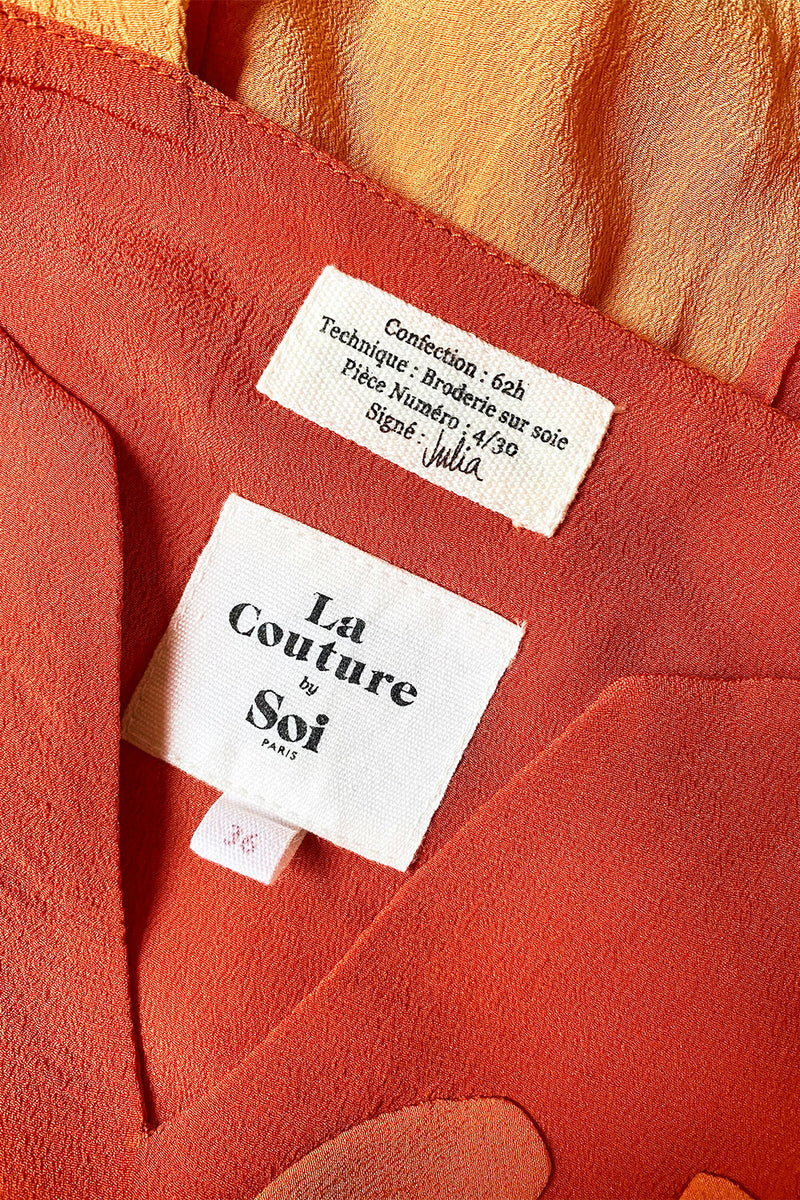 Confection : 62h
Technique : Broderie sur soie
Pièce Numéro : 4/30
Signé : Julia
La
Couture
by
Soi
PARIS
36